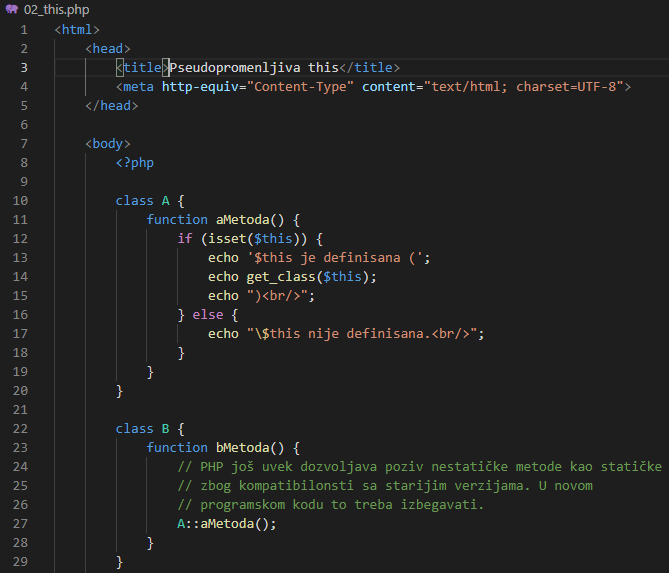 02_this.php
1 <html>
2 <head>
3 <title>Pseudopromenljiva this</title>
4 <meta http-equiv="Content-Type" content="text/html; charset=UTF-8">
5 </head>
6
7 <body>
8 <?php
9
10 class A {
11 function aMetoda() {
12 if (isset($this)) {
13 echo '$this je definisana (';
14 echo get_class($this);
15 echo ")<br/>";
16 } else {
17 echo "\$this nije definisana.<br/>";
18 }
19 }
20 }
21
22 class B {
23 function bMetoda() {
24 // PHP još uvek dozvoljava poziv nestatičke metode kao statičke
25 // zbog kompatibilonsti sa starijim verzijama. U novom
26 // programskom kodu to treba izbegavati.
27 A::aMetoda();
28 }
29 }